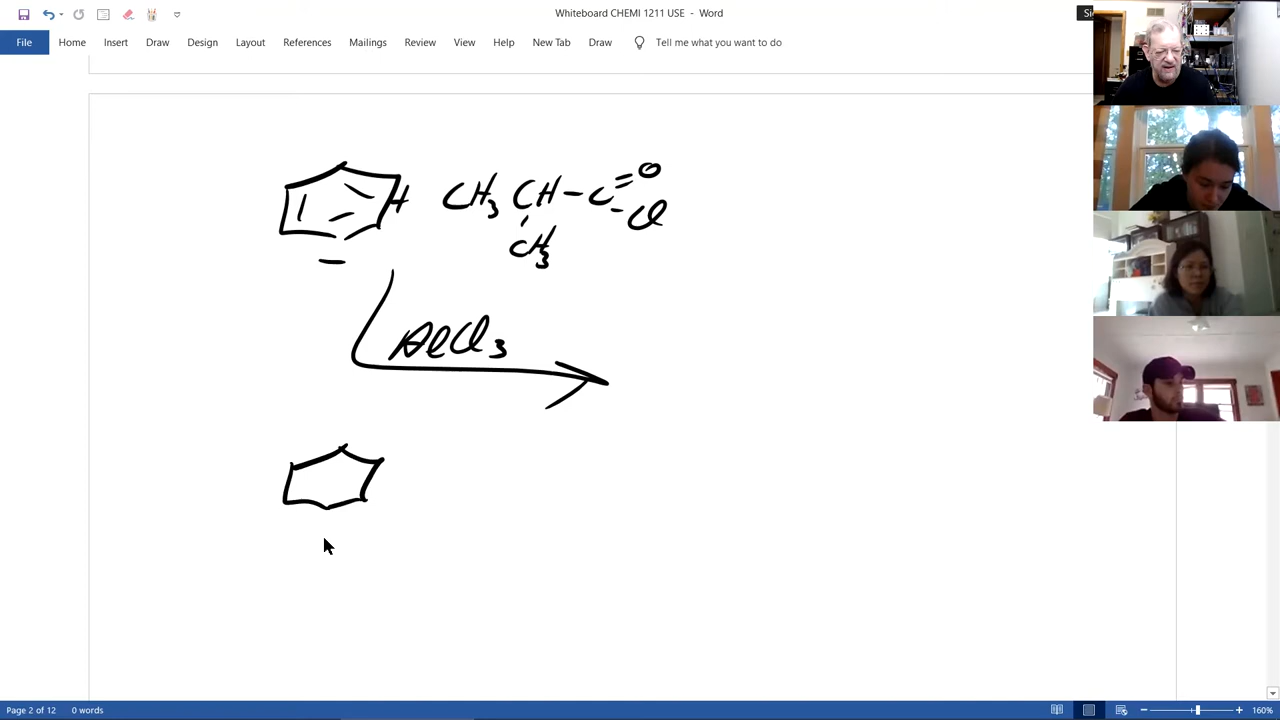 Whiteboard CHEMI 1211 USE - Word
File Home Insert Draw Design Layout References Mailings Review View Help New Tab Draw Tell me what you want to do
O
H CH3 CH - C
Cl
CH3
AlCl3
Page 2 of 12 0 words 160%